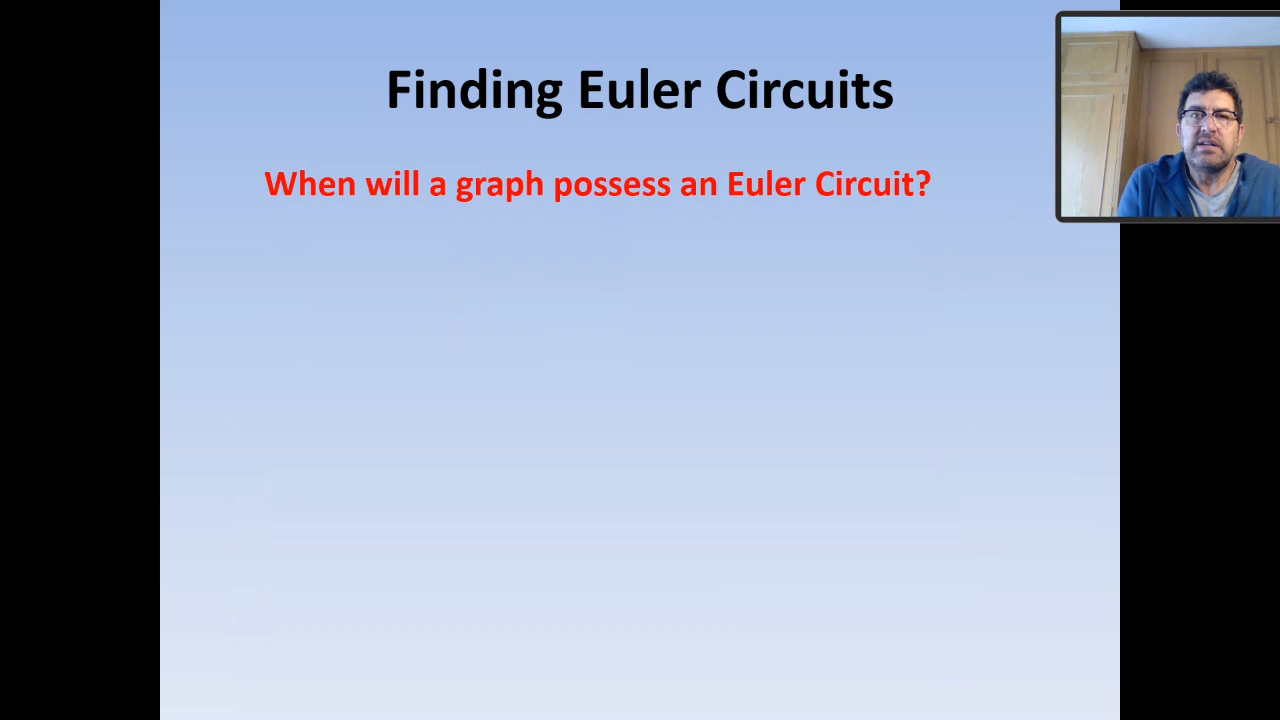 Finding Euler Circuits
When will a graph possess an Euler Circuit?